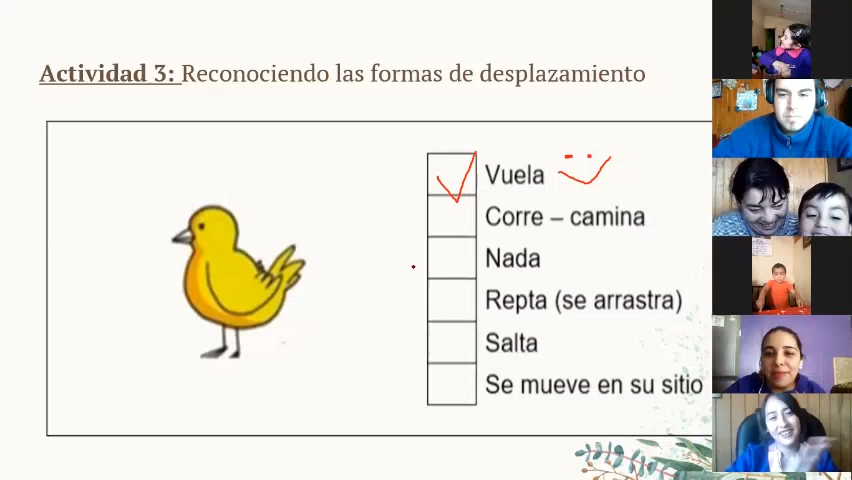 Actividad 3: Reconociendo las formas de desplazamiento
Vuela
Corre – camina
Nada
Repta (se arrastra)
Salta
Se mueve en su sitio